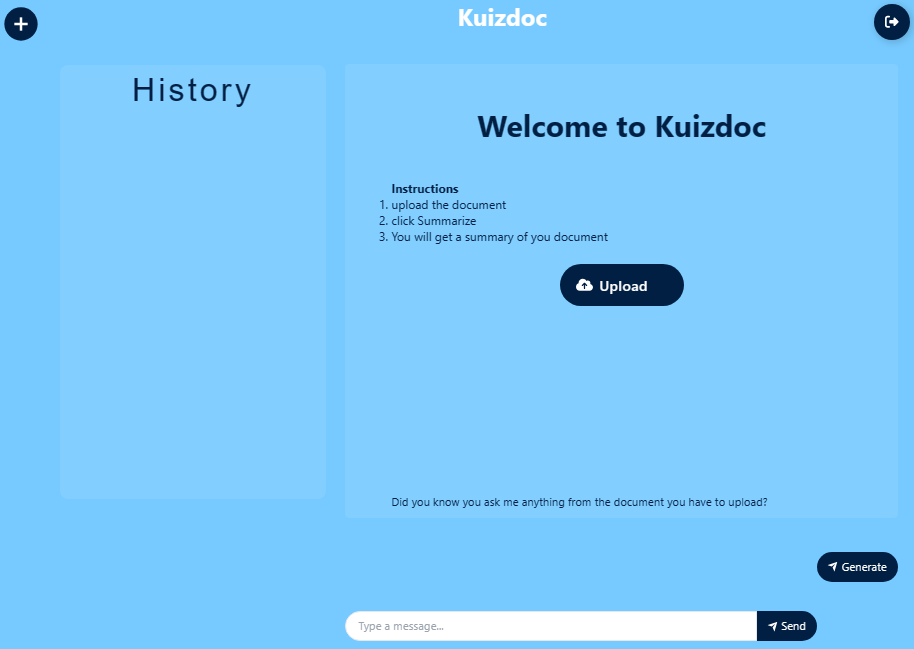 Kuizdoc
History
Welcome to Kuizdoc
Instructions
1. upload the document
2. click Summarize
3. You will get a summary of you document
Upload
Did you know you ask me anything from the document you have to upload?
Generate
Type a message...
Send